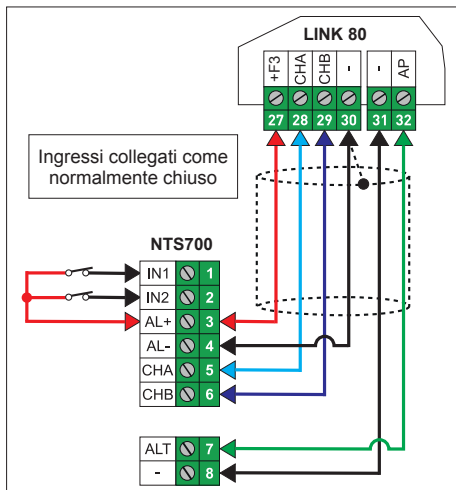 LINK 80
+F3 CHA CHB - - AP
27 28 29 30 31 32
Ingressi collegati come
normalmente chiuso
NTS700
IN1 1
IN2 2
AL+ 3
AL- 4
CHA 5
CHB 6
ALT 7
- 8